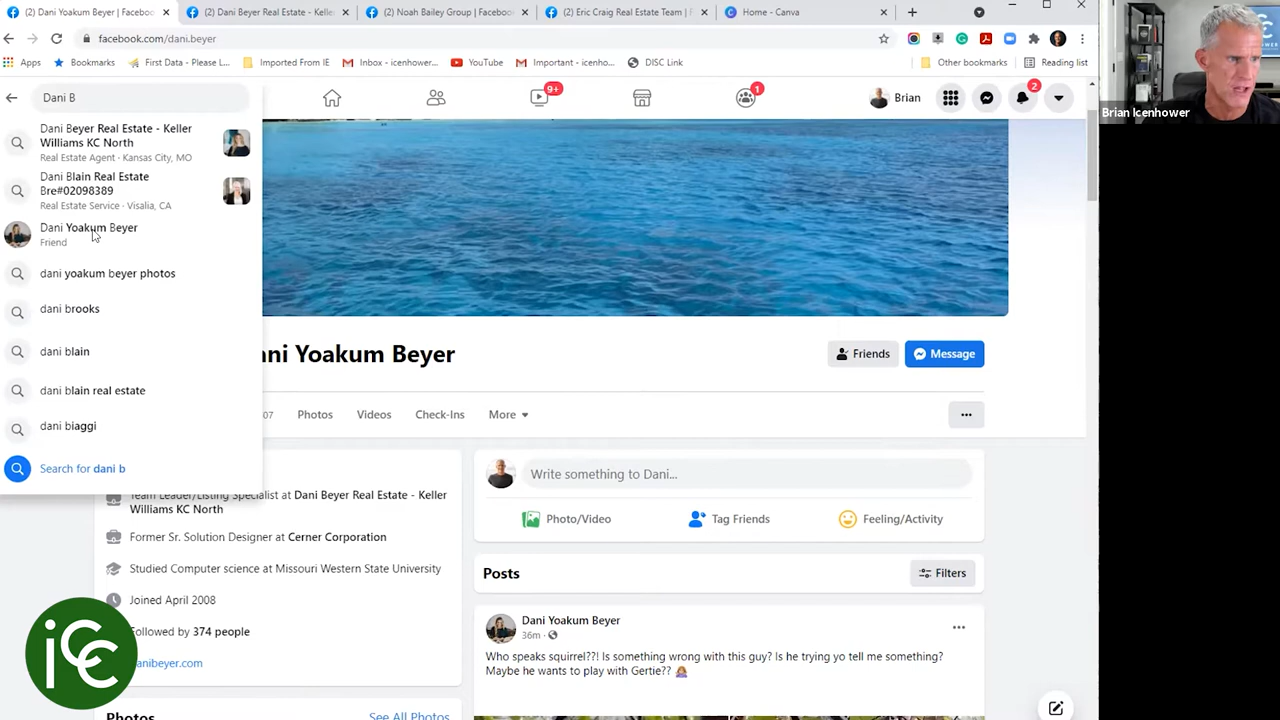 (2) Dani Yoakum Beyer | Facebook
(2) Dani Beyer Real Estate - Kelle
(2) Noah Bailey Group | Facebook
(2) Eric Craig Real Estate Team | F
Home - Canva
facebook.com/dani.beyer
Apps
Bookmarks
First Data - Please L...
Imported From IE
Inbox - icenhower...
YouTube
Important - icenho...
DISC Link
Other bookmarks
Reading list
Dani B
9+
1
Brian
2
Brian Icenhower
Dani Beyer Real Estate - Keller
Williams KC North
Real Estate Agent · Kansas City, MO
Dani Blain Real Estate
Bre#02098389
Real Estate Service · Visalia, CA
Dani Yoakum Beyer
Friend
dani yoakum beyer photos
dani brooks
dani blain
dani blain real estate
dani biaggi
Search for dani b
ani Yoakum Beyer
Friends
Message
07
Photos
Videos
Check-Ins
More
Team Leader/Listing Specialist at Dani Beyer Real Estate - Keller
Williams KC North
Former Sr. Solution Designer at Cerner Corporation
Studied Computer science at Missouri Western State University
Joined April 2008
Followed by 374 people
anibeyer.com
Photos
See All Photos
Write something to Dani...
Photo/Video
Tag Friends
Feeling/Activity
Posts
Filters
Dani Yoakum Beyer
36m
Who speaks squirrel??! Is something wrong with this guy? Is he trying yo tell me something?
Maybe he wants to play with Gertie??
iCC